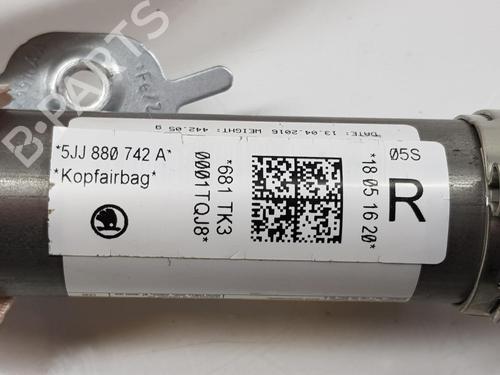 *5JJ 880 742 A*
*Kopfairbag*
*681 TK3
0001TQJ8*
DATE: 13.04.2016 WEIGHT: 442.05 g
05S
*18 05 16 20*
R
B-PARTS